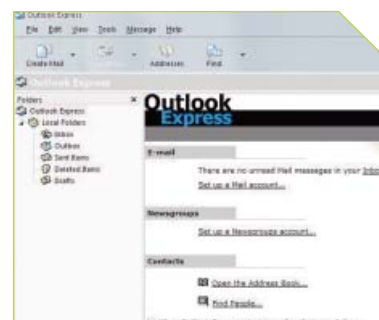 Outlook Express
File Edit View Tools Message Help
Create Mail Addresses Find
Outlook Express
Folders
Outlook Express
Local Folders
Inbox
Outbox
Sent Items
Deleted Items
Drafts
Outlook
Express
E-mail
There are no unread Mail messages in your
Set up a Mail account...
Newsgroups
Set up a Newsgroups account...
Contacts
Open the Address Book...
Find People...